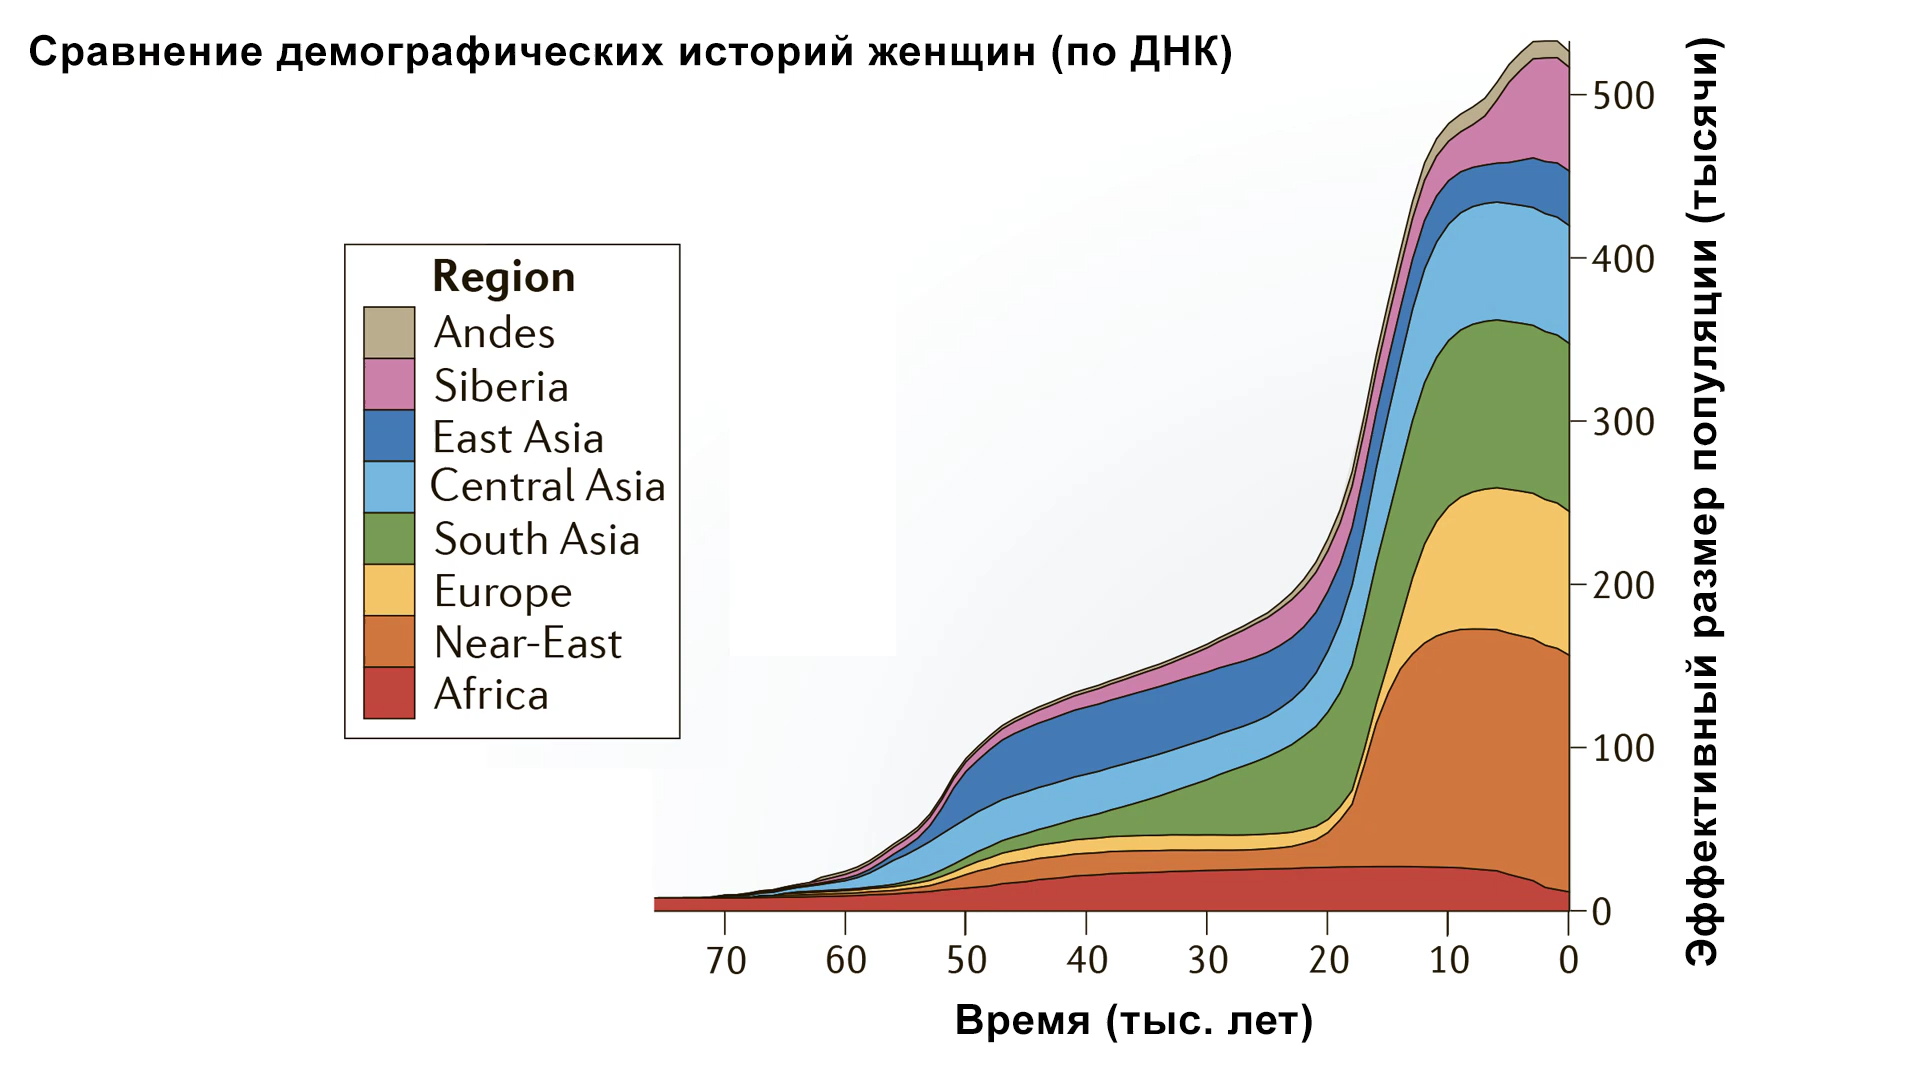 Сравнение демографических историй женщин (по ДНК)
Region
Andes
Siberia
East Asia
Central Asia
South Asia
Europe
Near-East
Africa
500
400
300
200
100
0
Эффективный размер популяции (тысячи)
70 60 50 40 30 20 10 0
Время (тыс. лет)